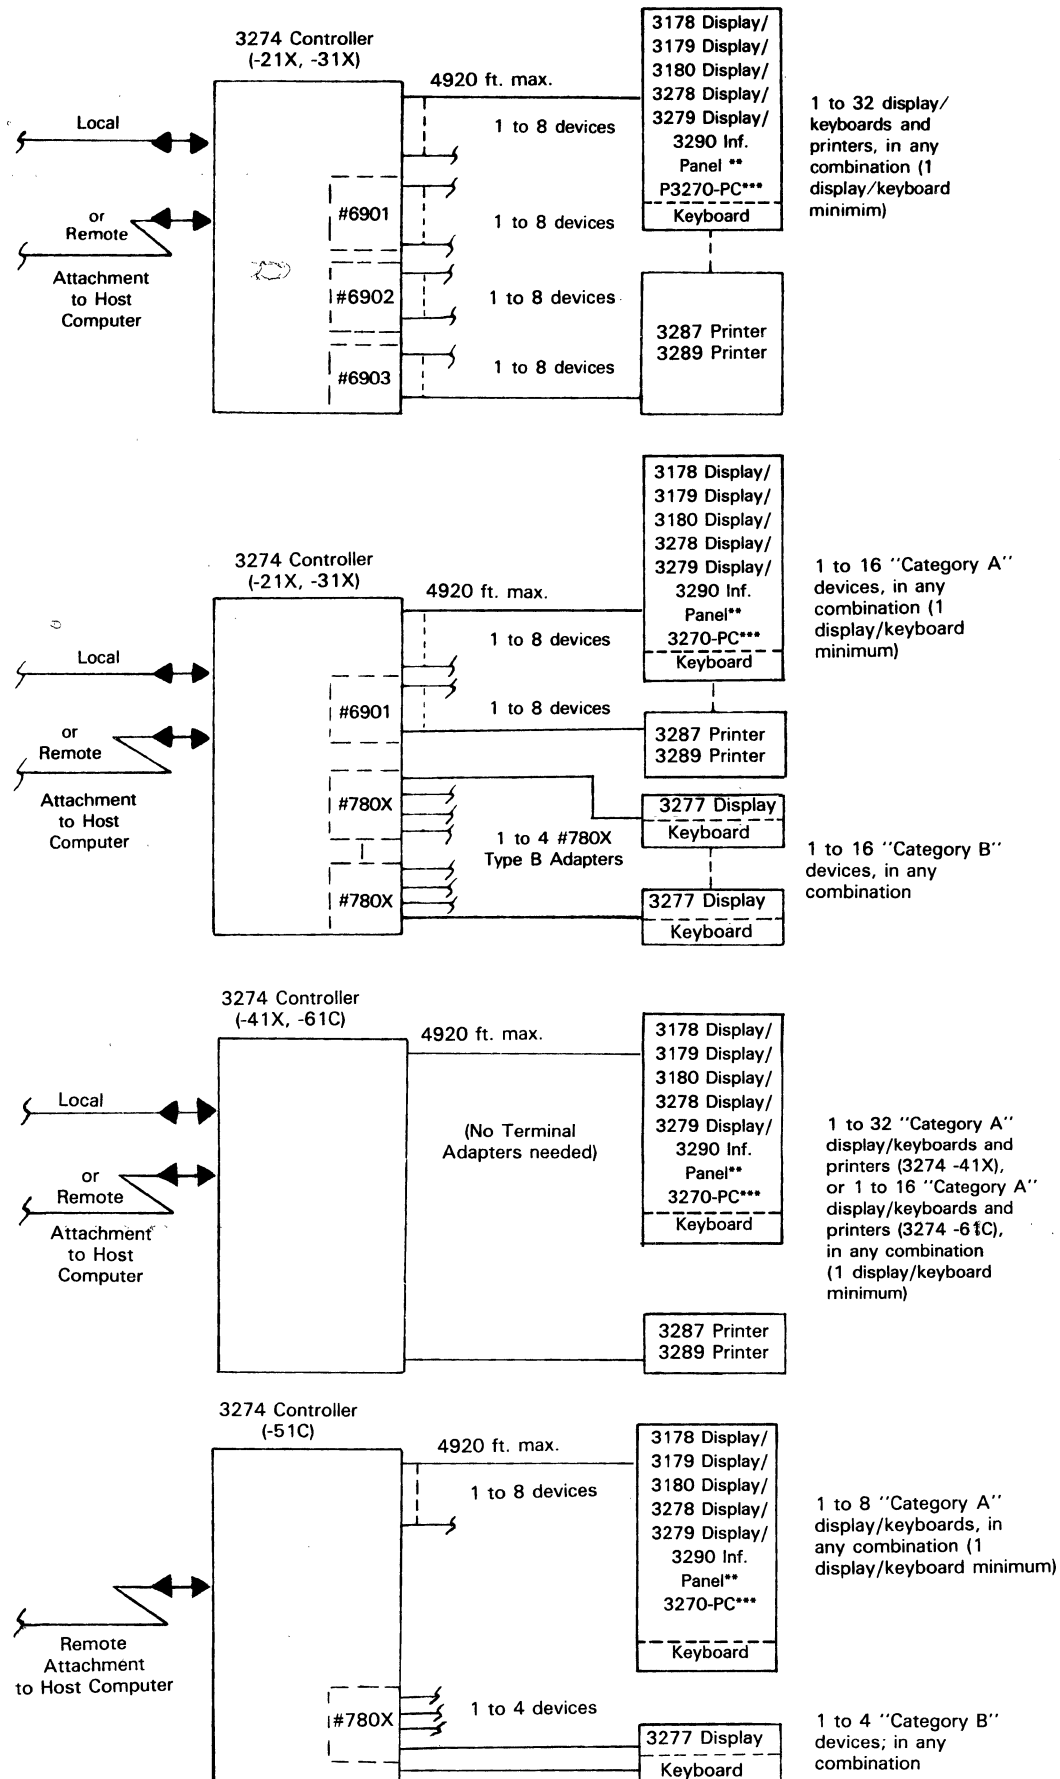 3274 Controller
(-21X, -31X)
Local
or
Remote
Attachment
to Host
Computer
#6901
#6902
#6903
4920 ft. max.
1 to 8 devices
1 to 8 devices
1 to 8 devices
1 to 8 devices
3178 Display/
3179 Display/
3180 Display/
3278 Display/
3279 Display/
3290 Inf.
Panel **
P3270-PC***
Keyboard
3287 Printer
3289 Printer
1 to 32 display/
keyboards and
printers, in any
combination (1
display/keyboard
minimim)
3274 Controller
(-21X, -31X)
Local
or
Remote
Attachment
to Host
Computer
#6901
#780X
#780X
4920 ft. max.
1 to 8 devices
1 to 8 devices
1 to 4 #780X
Type B Adapters
3178 Display/
3179 Display/
3180 Display/
3278 Display/
3279 Display/
3290 Inf.
Panel**
3270-PC***
Keyboard
3287 Printer
3289 Printer
3277 Display
Keyboard
3277 Display
Keyboard
1 to 16 ''Category A''
devices, in any
combination (1
display/keyboard
minimum)
1 to 16 ''Category B''
devices, in any
combination
3274 Controller
(-41X, -61C)
Local
or
Remote
Attachment
to Host
Computer
4920 ft. max.
(No Terminal
Adapters needed)
3178 Display/
3179 Display/
3180 Display/
3278 Display/
3279 Display/
3290 Inf.
Panel**
3270-PC***
Keyboard
3287 Printer
3289 Printer
1 to 32 ''Category A''
display/keyboards and
printers (3274 -41X),
or 1 to 16 ''Category A''
display/keyboards and
printers (3274 -61C),
in any combination
(1 display/keyboard
minimum)
3274 Controller
(-51C)
Remote
Attachment
to Host Computer
#780X
4920 ft. max.
1 to 8 devices
1 to 4 devices
3178 Display/
3179 Display/
3180 Display/
3278 Display/
3279 Display/
3290 Inf.
Panel**
3270-PC***
Keyboard
3277 Display
Keyboard
1 to 8 ''Category A''
display/keyboards, in
any combination (1
display/keyboard minimum)
1 to 4 ''Category B''
devices; in any
combination